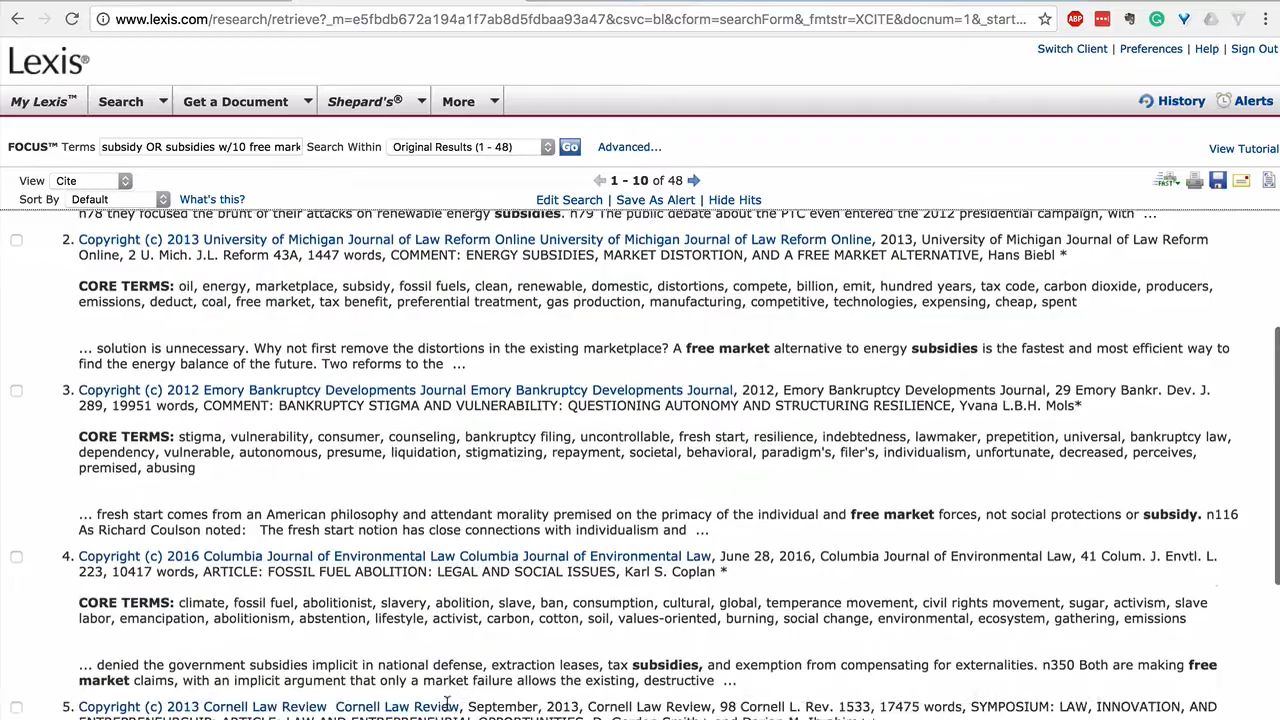 www.lexis.com/research/retrieve?_m=e5fbdb672a194a1f7ab8d5fdbaa93a47&csvc=bl&cform=searchForm&_fmtstr=XCITE&docnum=1&_start...
ABP
Switch Client | Preferences | Help | Sign Out
Lexis®
My Lexis™ Search Get a Document Shepard's® More History Alerts
FOCUS™ Terms subsidy OR subsidies w/10 free mark Search Within Original Results (1 - 48) Go Advanced... View Tutorial
View Cite 1 - 10 of 48 FAST
Sort By Default What's this? Edit Search | Save As Alert | Hide Hits
n78 they focused the brunt of their attacks on renewable energy subsidies. n79 The public debate about the PTC even entered the 2012 presidential campaign, with ...
2. Copyright (c) 2013 University of Michigan Journal of Law Reform Online University of Michigan Journal of Law Reform Online, 2013, University of Michigan Journal of Law Reform
Online, 2 U. Mich. J.L. Reform 43A, 1447 words, COMMENT: ENERGY SUBSIDIES, MARKET DISTORTION, AND A FREE MARKET ALTERNATIVE, Hans Biebl *
CORE TERMS: oil, energy, marketplace, subsidy, fossil fuels, clean, renewable, domestic, distortions, compete, billion, emit, hundred years, tax code, carbon dioxide, producers,
emissions, deduct, coal, free market, tax benefit, preferential treatment, gas production, manufacturing, competitive, technologies, expensing, cheap, spent
... solution is unnecessary. Why not first remove the distortions in the existing marketplace? A free market alternative to energy subsidies is the fastest and most efficient way to
find the energy balance of the future. Two reforms to the ...
3. Copyright (c) 2012 Emory Bankruptcy Developments Journal Emory Bankruptcy Developments Journal, 2012, Emory Bankruptcy Developments Journal, 29 Emory Bankr. Dev. J.
289, 19951 words, COMMENT: BANKRUPTCY STIGMA AND VULNERABILITY: QUESTIONING AUTONOMY AND STRUCTURING RESILIENCE, Yvana L.B.H. Mols*
CORE TERMS: stigma, vulnerability, consumer, counseling, bankruptcy filing, uncontrollable, fresh start, resilience, indebtedness, lawmaker, prepetition, universal, bankruptcy law,
dependency, vulnerable, autonomous, presume, liquidation, stigmatizing, repayment, societal, behavioral, paradigm's, filer's, individualism, unfortunate, decreased, perceives,
premised, abusing
... fresh start comes from an American philosophy and attendant morality premised on the primacy of the individual and free market forces, not social protections or subsidy. n116
As Richard Coulson noted: The fresh start notion has close connections with individualism and ...
4. Copyright (c) 2016 Columbia Journal of Environmental Law Columbia Journal of Environmental Law, June 28, 2016, Columbia Journal of Environmental Law, 41 Colum. J. Envtl. L.
223, 10417 words, ARTICLE: FOSSIL FUEL ABOLITION: LEGAL AND SOCIAL ISSUES, Karl S. Coplan *
CORE TERMS: climate, fossil fuel, abolitionist, slavery, abolition, slave, ban, consumption, cultural, global, temperance movement, civil rights movement, sugar, activism, slave
labor, emancipation, abolitionism, abstention, lifestyle, activist, carbon, cotton, soil, values-oriented, burning, social change, environmental, ecosystem, gathering, emissions
... denied the government subsidies implicit in national defense, extraction leases, tax subsidies, and exemption from compensating for externalities. n350 Both are making free
market claims, with an implicit argument that only a market failure allows the existing, destructive ...
5. Copyright (c) 2013 Cornell Law Review Cornell Law Review, September, 2013, Cornell Law Review, 98 Cornell L. Rev. 1533, 17475 words, SYMPOSIUM: LAW, INNOVATION, AND
ENTREPRENEURSHIP: ARTICLE: LAW AND ENTREPRENEURIAL OPPORTUNITIES, D. Gordon Smith